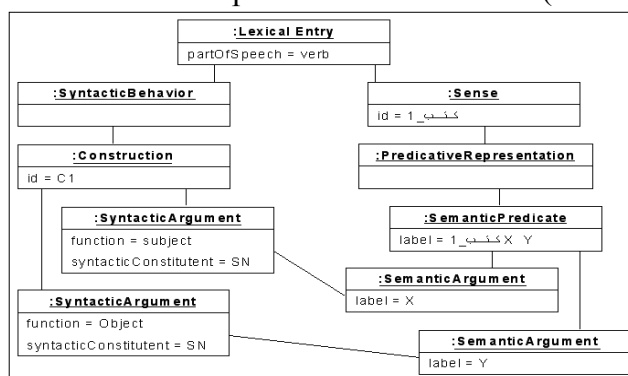 :Lexical Entry
partOfSpeech = verb
:SyntacticBehavior
:Sense
id = كتب_1
:Construction
id = C1
:PredicativeRepresentation
:SyntacticArgument
function = subject
syntacticConstitutent = SN
:SemanticPredicate
label = كتب_1 X Y
:SemanticArgument
label = X
:SyntacticArgument
function = Object
syntacticConstitutent = SN
:SemanticArgument
label = Y